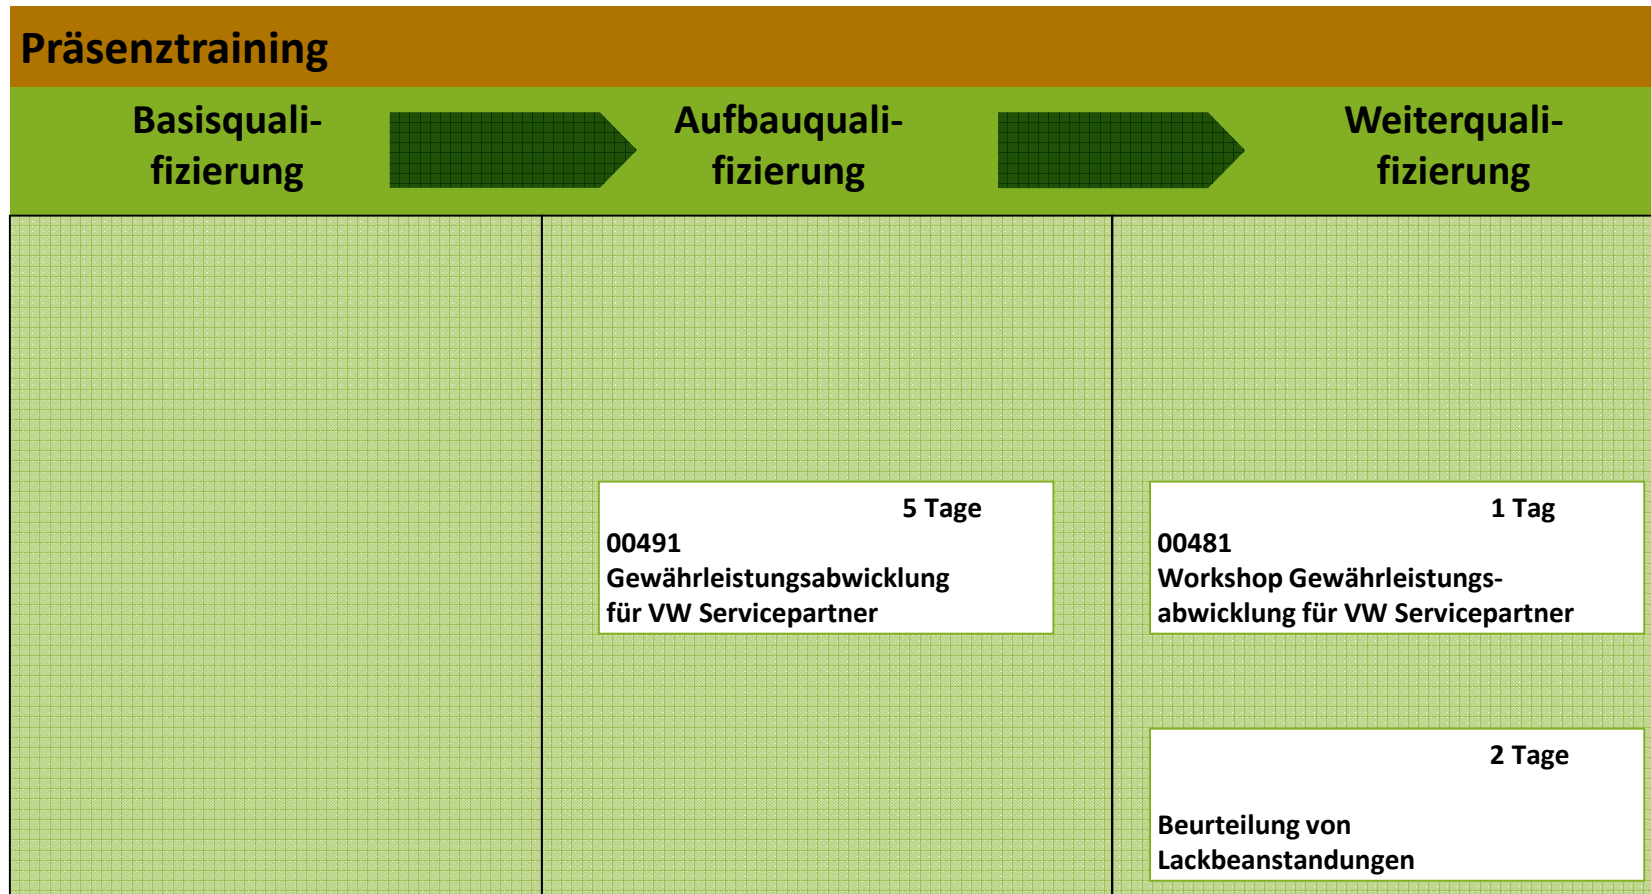 Präsenztraining
Basisquali-
fizierung
Aufbauquali-
fizierung
Weiterquali-
fizierung
5 Tage
00491
Gewährleistungsabwicklung
für VW Servicepartner
1 Tag
00481
Workshop Gewährleistungs-
abwicklung für VW Servicepartner
2 Tage
Beurteilung von
Lackbeanstandungen